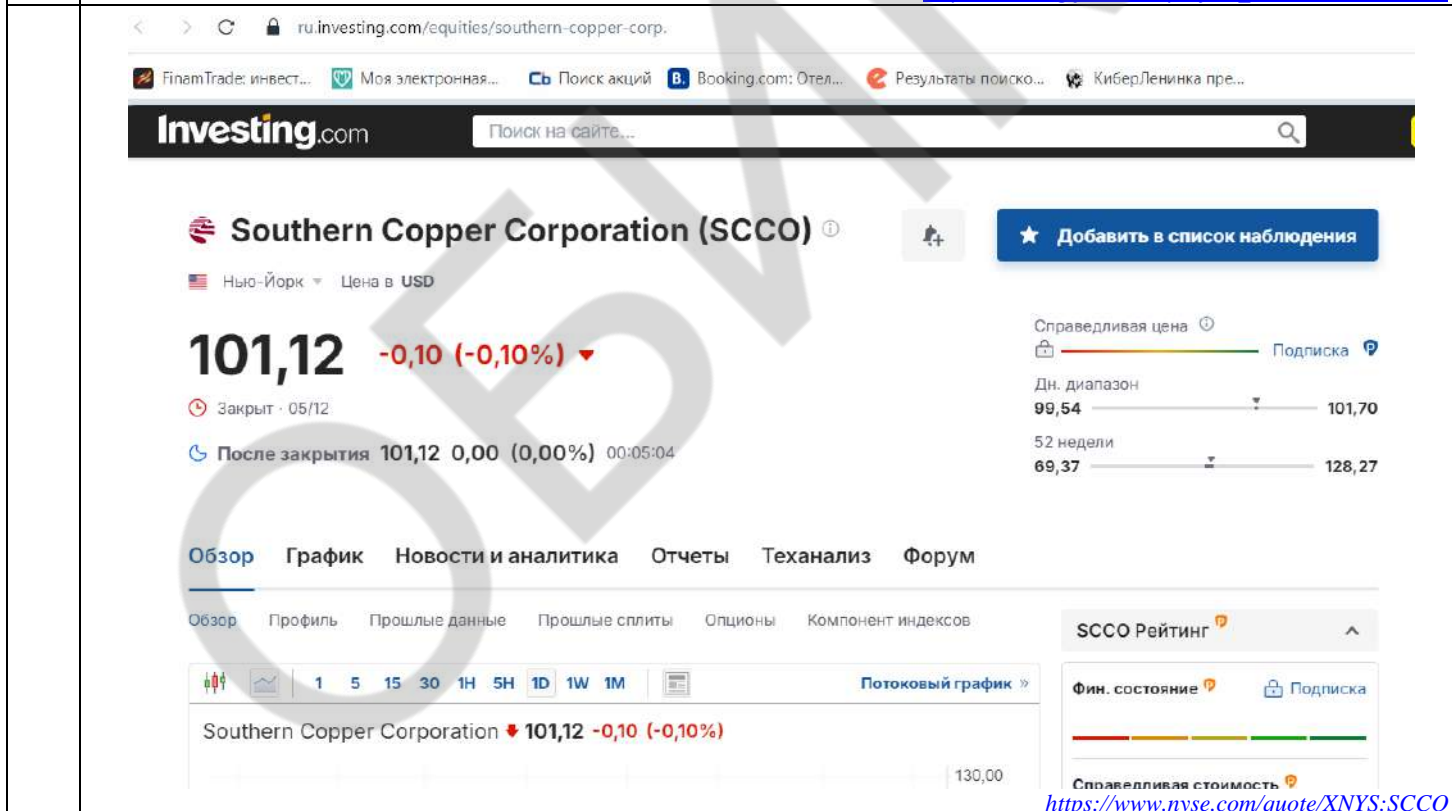 ru.investing.com/equities/southern-copper-corp.
FinamTrade: инвест... Моя электронная... Сb Поиск акций B. Booking.com: Отел... Результаты поиско... КиберЛенинка пре...
Investing.com Поиск на сайте...
Southern Copper Corporation (SCCO)
Добавить в список наблюдения
Нью-Йорк Цена в USD
101,12 -0,10 (-0,10%)
Закрыт · 05/12
После закрытия 101,12 0,00 (0,00%) 00:05:04
Справедливая цена
Подписка
Дн. диапазон
99,54 101,70
52 недели
69,37 128,27
Обзор График Новости и аналитика Отчеты Теханализ Форум
Обзор Профиль Прошлые данные Прошлые сплиты Опционы Компонент индексов
1 5 15 30 1H 5H 1D 1W 1M Потоковый график »
Southern Copper Corporation 101,12 -0,10 (-0,10%)
130,00
SCCO Рейтинг
Фин. состояние Подписка
Справедливая стоимость
https://www.nyse.com/quote/XNYS:SCCO